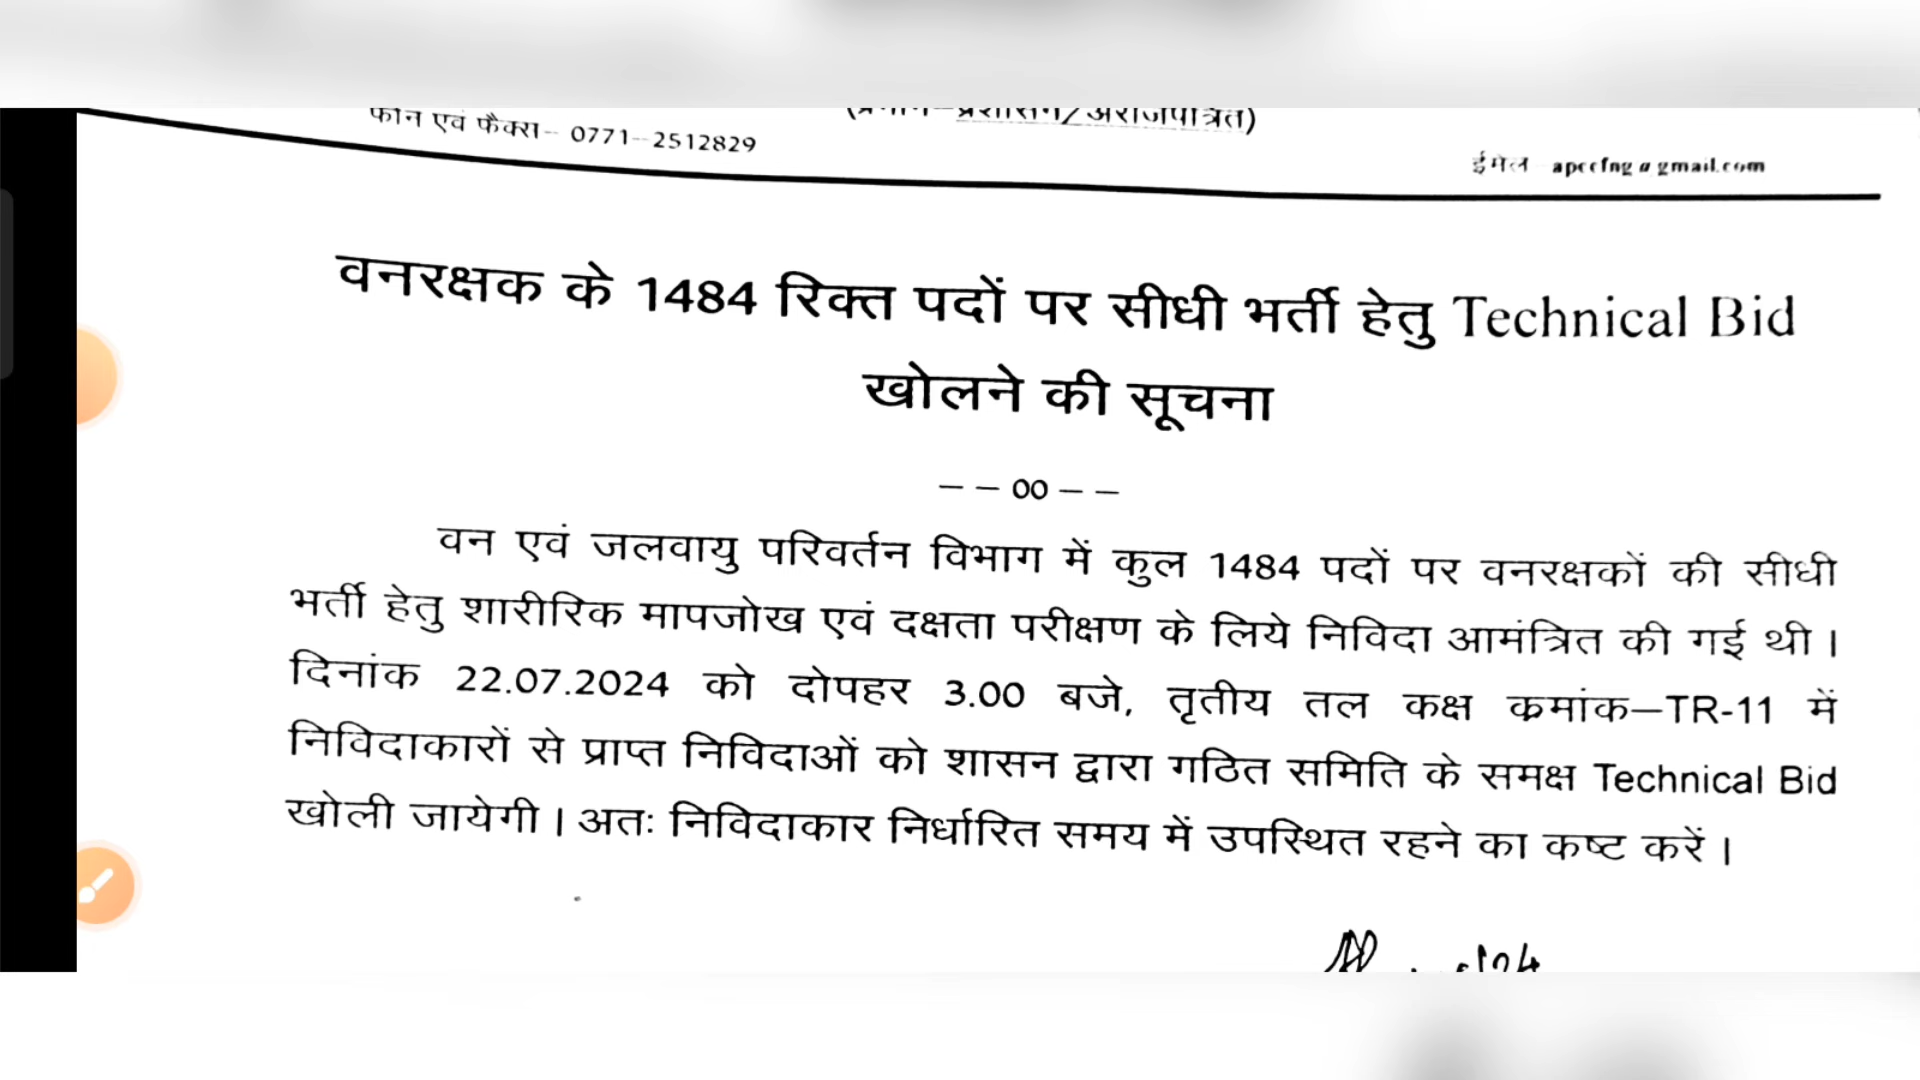 फोन एवं फैक्स– 0771–2512829
ईमेल apccfng@gmail.com
वनरक्षक के 1484 रिक्त पदों पर सीधी भर्ती हेतु Technical Bid
खोलने की सूचना
– – 00 – –
वन एवं जलवायु परिवर्तन विभाग में कुल 1484 पदों पर वनरक्षकों की सीधी
भर्ती हेतु शारीरिक मापजोख एवं दक्षता परीक्षण के लिये निविदा आमंत्रित की गई थी।
दिनांक 22.07.2024 को दोपहर 3.00 बजे, तृतीय तल कक्ष क्रमांक–TR-11 में
निविदाकारों से प्राप्त निविदाओं को शासन द्वारा गठित समिति के समक्ष Technical Bid
खोली जायेगी। अतः निविदाकार निर्धारित समय में उपस्थित रहने का कष्ट करें।